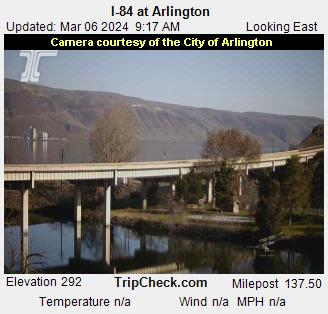 I-84 at Arlington
Updated: Mar 06 2024 9:17 AM Looking East
Camera courtesy of the City of Arlington
Elevation 292 TripCheck.com Milepost 137.50
Temperature n/a Wind n/a MPH n/a